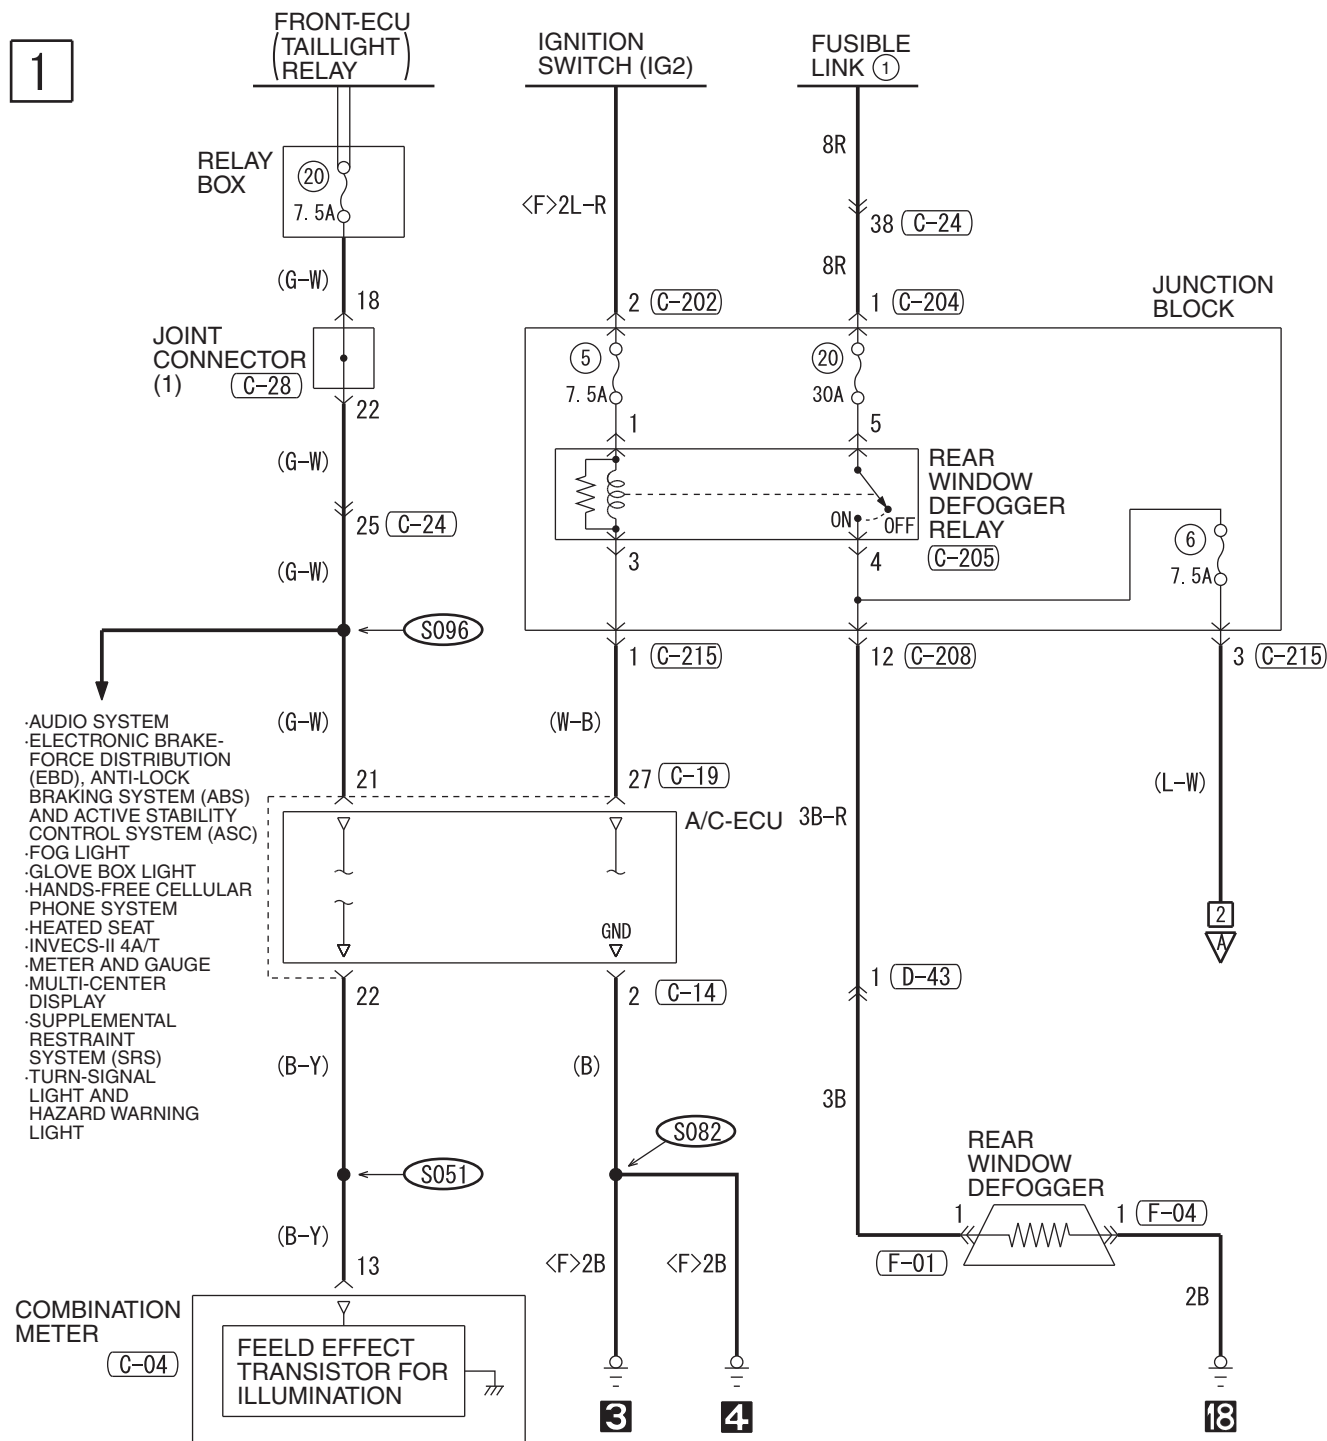 1
FRONT-ECU
(TAILLIGHT
RELAY)
IGNITION
SWITCH (IG2)
FUSIBLE
LINK ①
RELAY
BOX
20
7.5A
<F>2L-R
8R
38 C-24
8R
(G-W)
18
2 C-202
1 C-204
JUNCTION
BLOCK
JOINT
CONNECTOR
(1) C-28
22
5
7.5A
1
20
30A
5
(G-W)
25 C-24
(G-W)
REAR
WINDOW
DEFOGGER
RELAY
C-205
ON
OFF
3
4
6
7.5A
S096
1 C-215
12 C-208
3 C-215
·AUDIO SYSTEM
·ELECTRONIC BRAKE-
FORCE DISTRIBUTION
(EBD), ANTI-LOCK
BRAKING SYSTEM (ABS)
AND ACTIVE STABILITY
CONTROL SYSTEM (ASC)
·FOG LIGHT
·GLOVE BOX LIGHT
·HANDS-FREE CELLULAR
PHONE SYSTEM
·HEATED SEAT
·INVECS-II 4A/T
·METER AND GAUGE
·MULTI-CENTER
DISPLAY
·SUPPLEMENTAL
RESTRAINT
SYSTEM (SRS)
·TURN-SIGNAL
LIGHT AND
HAZARD WARNING
LIGHT
(G-W)
(W-B)
21
27 C-19
A/C-ECU
3B-R
(L-W)
GND
2
A
22
2 C-14
1 D-43
(B-Y)
(B)
3B
S082
S051
REAR
WINDOW
DEFOGGER
1
1 F-04
F-01
(B-Y)
13
<F>2B
<F>2B
2B
COMBINATION
METER
C-04
FEELD EFFECT
TRANSISTOR FOR
ILLUMINATION
3
4
18